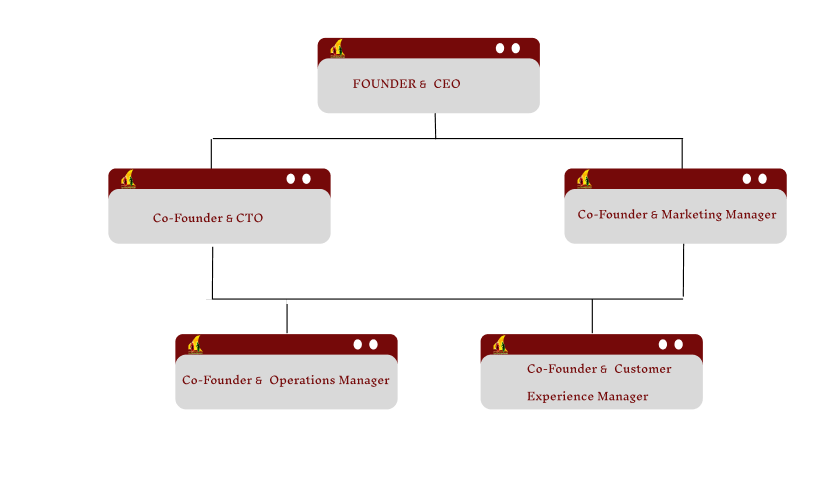 FOUNDER & CEO
Co-Founder & CTO
Co-Founder & Marketing Manager
Co-Founder & Operations Manager
Co-Founder & Customer
Experience Manager